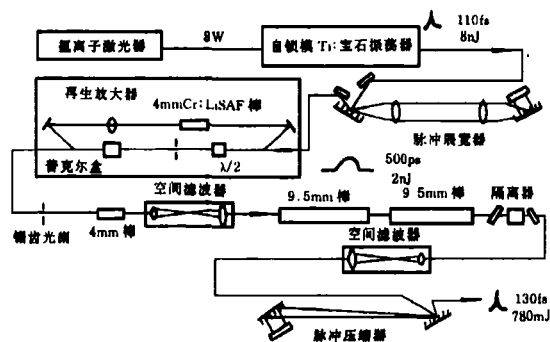 氩离子激光器
8W
自锁模 Ti:宝石振荡器
110fs
8nJ
再生放大器
4mmCr:LiSAF 棒
普克尔盒
λ/2
脉冲展宽器
500ps
2nJ
空间滤波器
9.5mm 棒
9 5mm 棒
隔离器
锯齿光阑
4mm 棒
空间滤波器
脉冲压缩器
130fs
780mJ